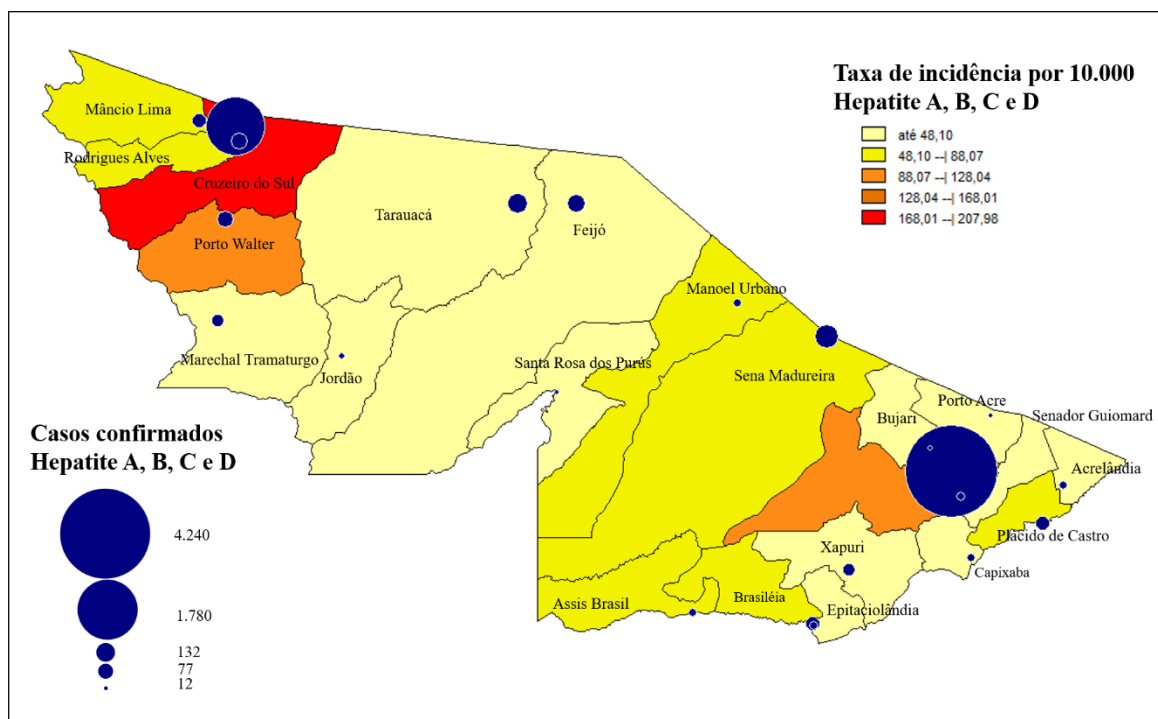 Taxa de incidência por 10.000
Hepatite A, B, C e D
até 48,10
48,10 --| 88,07
88,07 --| 128,04
128,04 --| 168,01
168,01 --| 207,98
Mâncio Lima
Rodrigues Alves
Cruzeiro do Sul
Tarauacá
Feijó
Porto Walter
Manoel Urbano
Marechal Tramaturgo
Jordão
Santa Rosa dos Purús
Sena Madureira
Bujari
Porto Acre
Senador Guiomard
Acrelândia
Plácido de Castro
Xapuri
Capixaba
Assis Brasil
Brasiléia
Epitaciolândia
Casos confirmados
Hepatite A, B, C e D
4.240
1.780
132
77
12